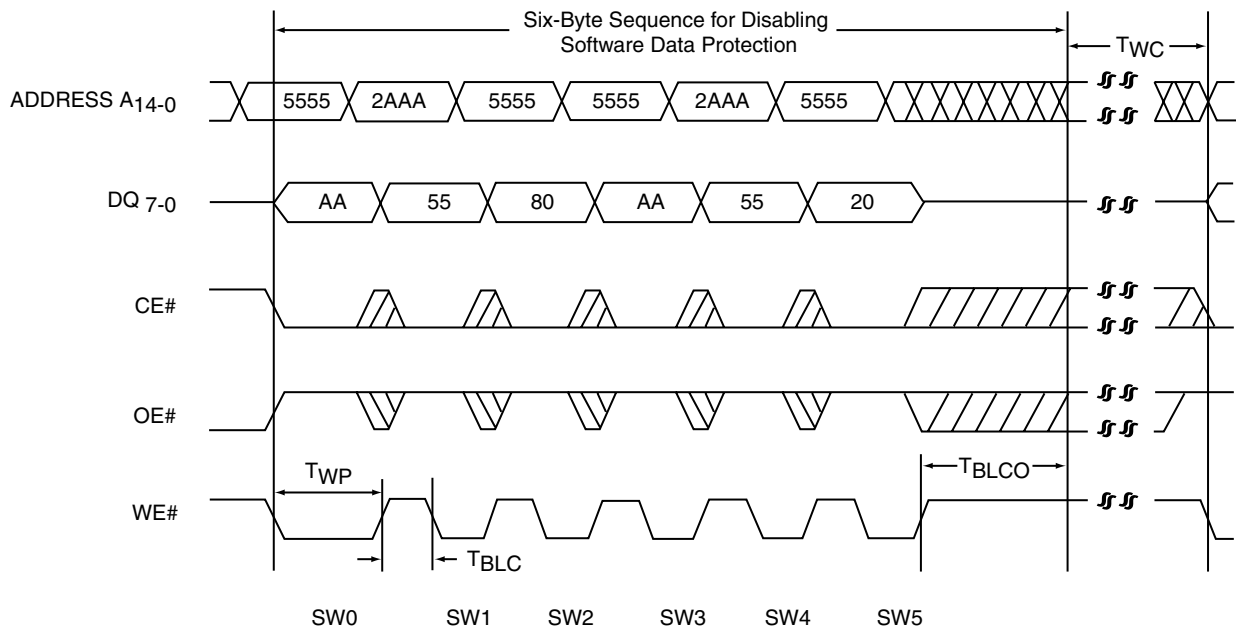 Six-Byte Sequence for Disabling
Software Data Protection
TWC
ADDRESS A14-0
5555 2AAA 5555 5555 2AAA 5555
DQ 7-0
AA 55 80 AA 55 20
CE#
OE#
TWP
TBLCO
WE#
TBLC
SW0 SW1 SW2 SW3 SW4 SW5